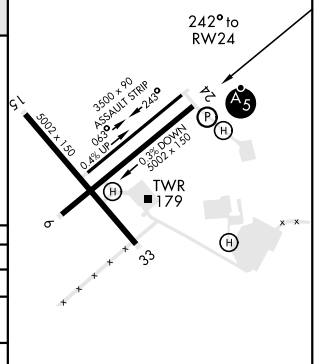 242° to
RW24
3500 x 90
ASSAULT STRIP
063° 243°
0.4% UP
0.3% DOWN
5002 x 150
24
A5
P
H
15
5002 x 150
H
TWR
179
6
33
H
x x
x x x x x